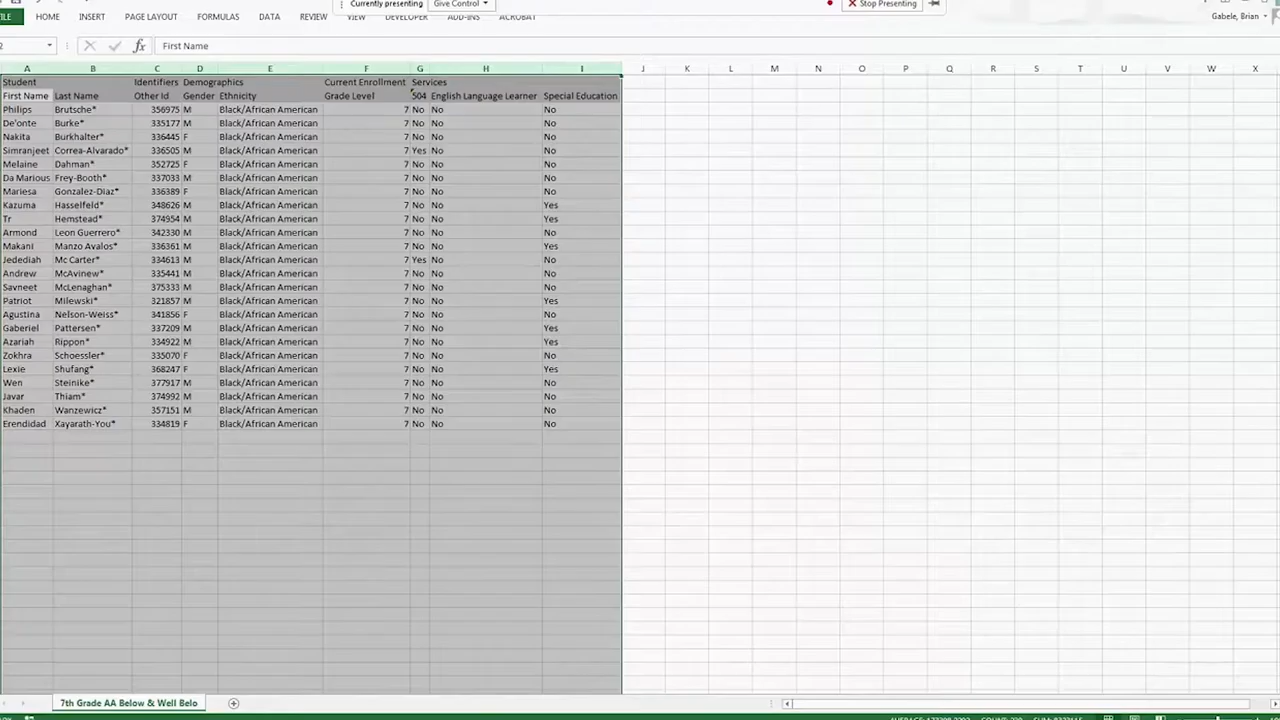 Currently presenting Give Control Stop Presenting
HOME INSERT PAGE LAYOUT FORMULAS DATA REVIEW VIEW DEVELOPER ADD-INS ACROBAT Gabele, Brian
First Name
A B C D E F G H I J K L M N O P Q R S T U V W X
Student Identifiers Demographics Current Enrollment Services
First Name Last Name Other Id Gender Ethnicity Grade Level 504 English Language Learner Special Education
Philips Brutsche* 356975 M Black/African American 7 No No No
De'onte Burke* 335177 M Black/African American 7 No No No
Nakita Burkhalter* 336445 F Black/African American 7 No No No
Simranjeet Correa-Alvarado* 336505 M Black/African American 7 Yes No No
Melaine Dahman* 352725 F Black/African American 7 No No No
Da Marious Frey-Booth* 337033 M Black/African American 7 No No No
Mariesa Gonzalez-Diaz* 336389 F Black/African American 7 No No No
Kazuma Hasselfeld* 348626 M Black/African American 7 No No Yes
Tr Hemstead* 374954 M Black/African American 7 No No Yes
Armond Leon Guerrero* 342330 M Black/African American 7 No No No
Makani Manzo Avalos* 336361 M Black/African American 7 No No Yes
Jedediah Mc Carter* 334613 M Black/African American 7 Yes No No
Andrew McAvinew* 335441 M Black/African American 7 No No No
Savneet McLenaghan* 375333 M Black/African American 7 No No No
Patriot Milewski* 321857 M Black/African American 7 No No Yes
Agustina Nelson-Weiss* 341856 F Black/African American 7 No No No
Gaberiel Pattersen* 337209 M Black/African American 7 No No Yes
Azariah Rippon* 334922 M Black/African American 7 No No Yes
Zokhra Schoessler* 335070 F Black/African American 7 No No No
Lexie Shufang* 368247 F Black/African American 7 No No Yes
Wen Steinike* 377917 M Black/African American 7 No No No
Javar Thiam* 374992 M Black/African American 7 No No No
Khaden Wanzewicz* 357151 M Black/African American 7 No No No
Erendidad Xayarath-You* 334819 F Black/African American 7 No No No
7th Grade AA Below & Well Belo